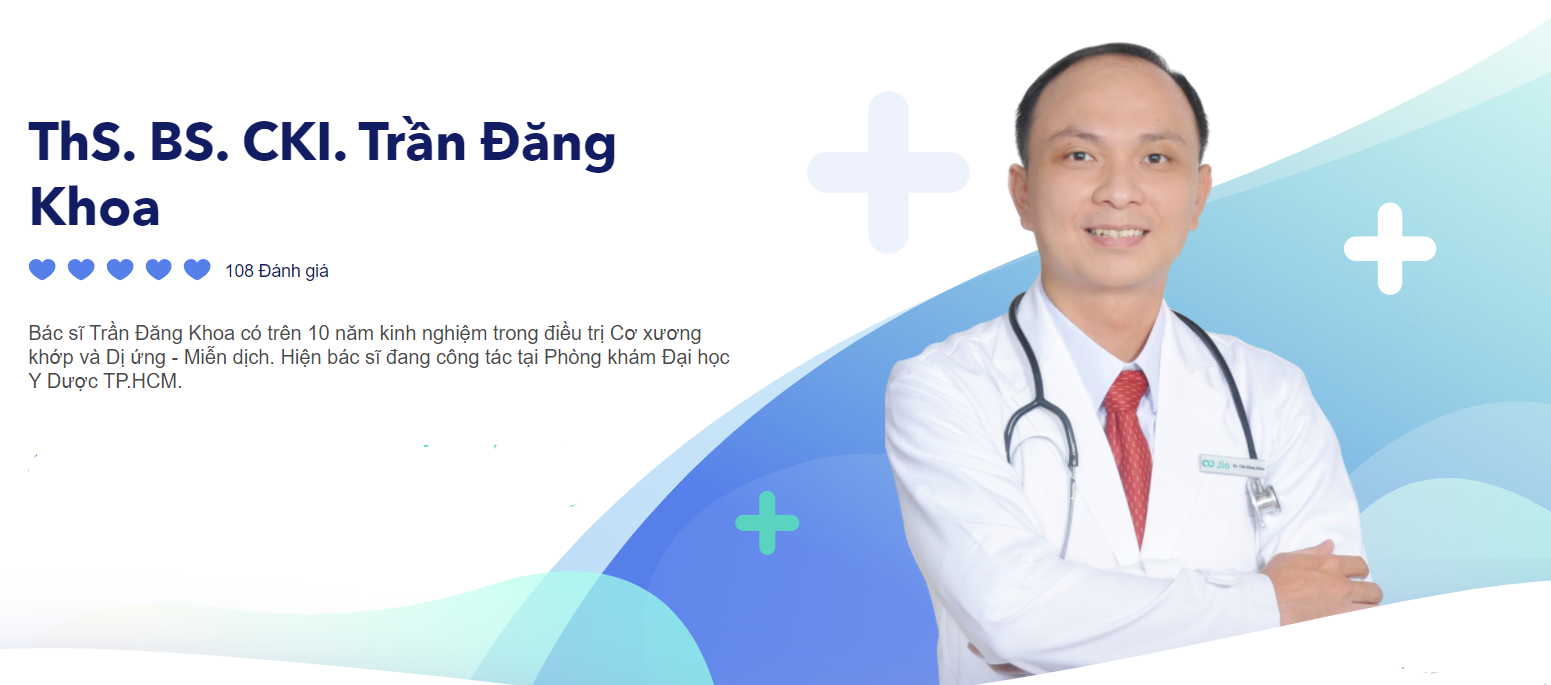 ThS. BS. CKI. Trần Đăng
Khoa
108 Đánh giá
Bác sĩ Trần Đăng Khoa có trên 10 năm kinh nghiệm trong điều trị Cơ xương
khớp và Dị ứng - Miễn dịch. Hiện bác sĩ đang công tác tại Phòng khám Đại học
Y Dược TP.HCM.
Jio